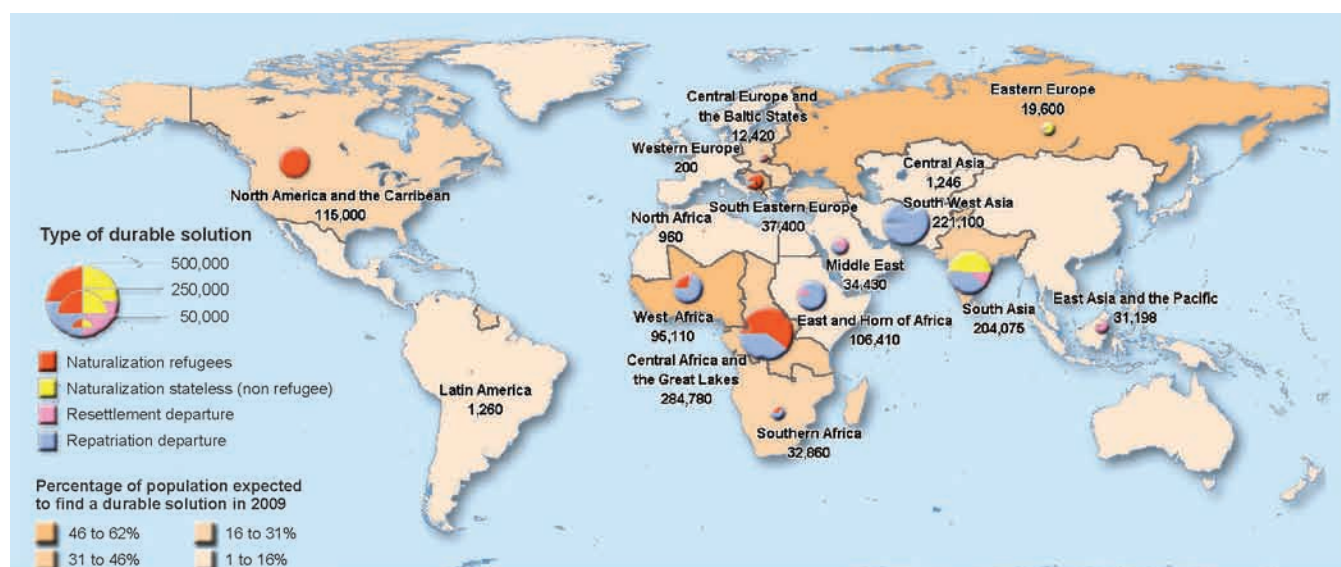 Eastern Europe
19,600
Central Europe and
the Baltic States
12,420
Western Europe
200
Central Asia
1,246
North America and the Carribean
115,000
South Eastern Europe
37,400
South West Asia
221,100
North Africa
960
Middle East
34,430
South Asia
204,075
East Asia and the Pacific
31,198
West Africa
95,110
East and Horn of Africa
106,410
Central Africa and
the Great Lakes
284,780
Latin America
1,260
Southern Africa
32,860
Type of durable solution
500,000
250,000
50,000
Naturalization refugees
Naturalization stateless (non refugee)
Resettlement departure
Repatriation departure
Percentage of population expected
to find a durable solution in 2009
46 to 62%
16 to 31%
31 to 46%
1 to 16%